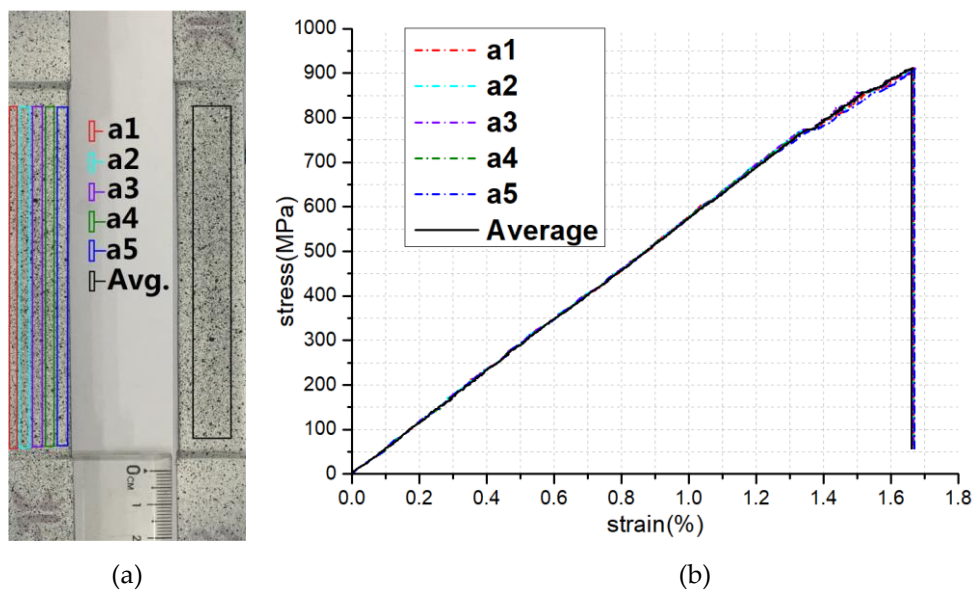 a1
a2
a3
a4
a5
Avg.
0CM
1
2
(a)
1000
900
800
700
600
500
400
300
200
100
0
stress(MPa)
a1
a2
a3
a4
a5
Average
0.0 0.2 0.4 0.6 0.8 1.0 1.2 1.4 1.6 1.8
strain(%)
(b)